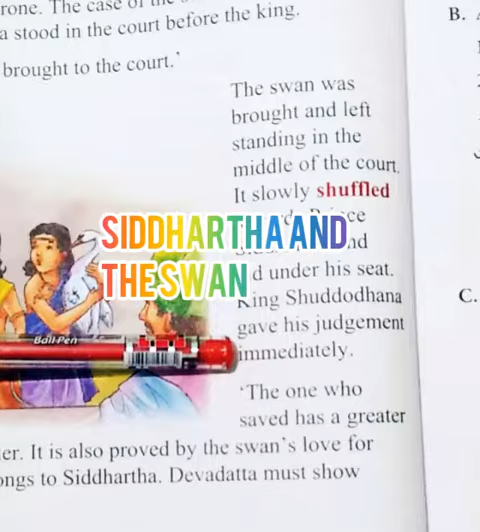 rone. The case of
a stood in the court before the king.
brought to the court.'
The swan was
brought and left
standing in the
middle of the court.
It slowly shuffled
SIDDHARTHA AND
THE SWAN
d under his seat.
King Shuddodhana
gave his judgement
immediately.
Ball Pen
'The one who
saved has a greater
er. It is also proved by the swan's love for
ongs to Siddhartha. Devadatta must show
B.
C.